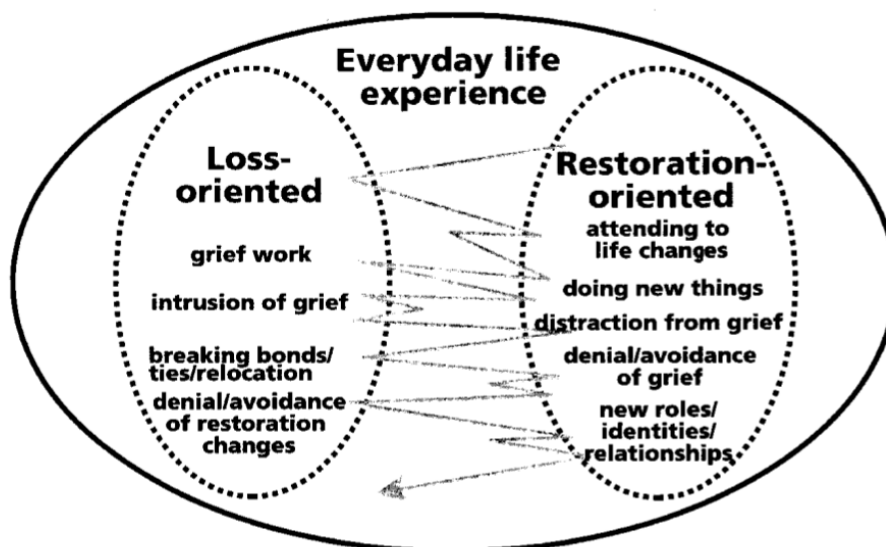 Everyday life
experience
Loss-
oriented
grief work
intrusion of grief
breaking bonds/
ties/relocation
denial/avoidance
of restoration
changes
Restoration-
oriented
attending to
life changes
doing new things
distraction from grief
denial/avoidance
of grief
new roles/
identities/
relationships